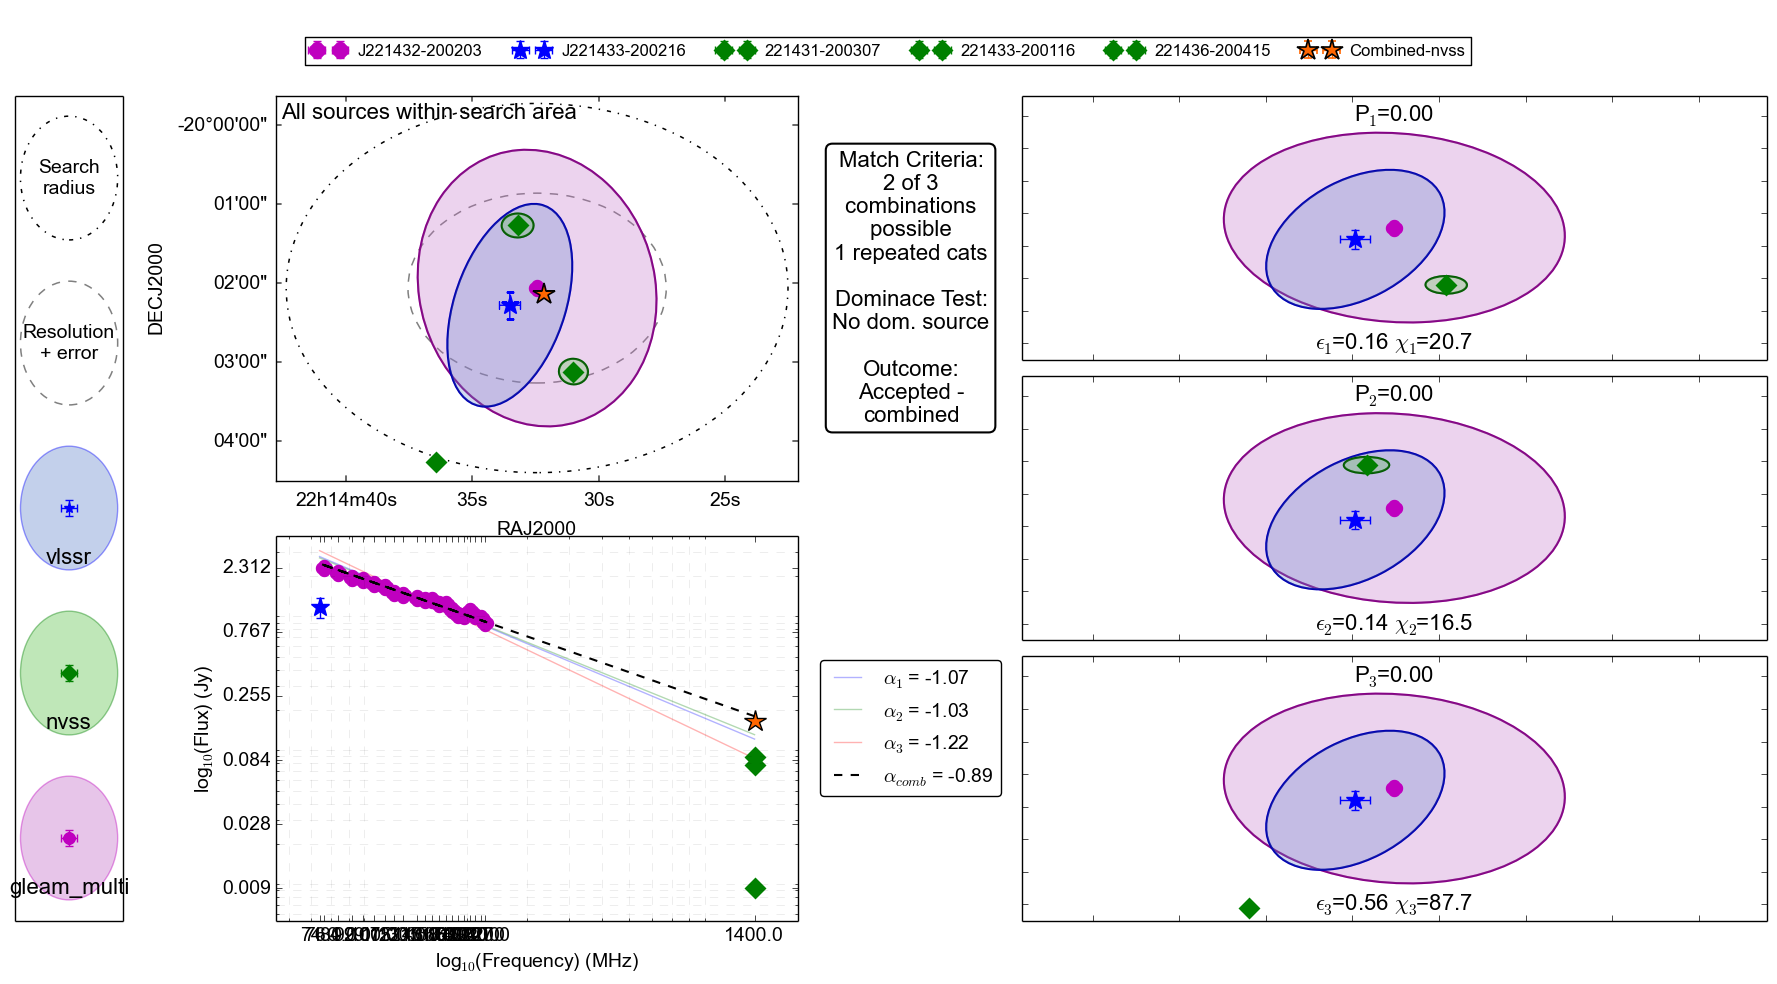 J221432-200203
J221433-200216
221431-200307
221433-200116
221436-200415
Combined-nvss
Search
radius
Resolution
+ error
vlssr
nvss
gleam_multi
All sources within search area
-20°00'00"
01'00"
02'00"
03'00"
04'00"
DECJ2000
22h14m40s
35s
30s
25s
RAJ2000
Match Criteria:
2 of 3
combinations
possible
1 repeated cats
Dominace Test:
No dom. source
Outcome:
Accepted -
combined
P1=0.00
ϵ1=0.16 χ1=20.7
P2=0.00
ϵ2=0.14 χ2=16.5
P3=0.00
ϵ3=0.56 χ3=87.7
2.312
0.767
0.255
0.084
0.028
0.009
log10(Flux) (Jy)
1400.0
log10(Frequency) (MHz)
α1 = -1.07
α2 = -1.03
α3 = -1.22
αcomb = -0.89